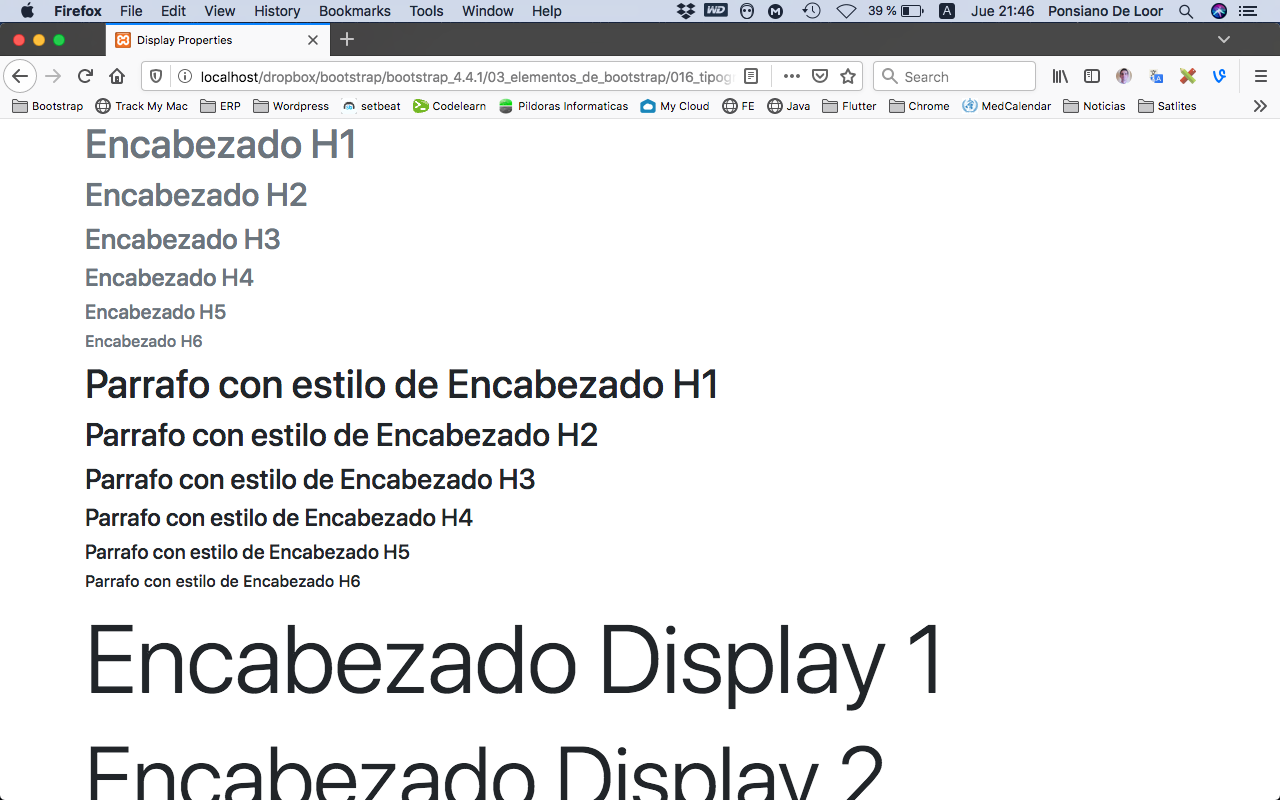 Firefox File Edit View History Bookmarks Tools Window Help WD M 39 % A Jue 21:46 Ponsiano De Loor
Display Properties
localhost/dropbox/bootstrap/bootstrap_4.4.1/03_elementos_de_bootstrap/016_tipogr Search
Bootstrap Track My Mac ERP Wordpress setbeat Codelearn Pildoras Informaticas My Cloud FE Java Flutter Chrome MedCalendar Noticias Satlites
Encabezado H1
Encabezado H2
Encabezado H3
Encabezado H4
Encabezado H5
Encabezado H6
Parrafo con estilo de Encabezado H1
Parrafo con estilo de Encabezado H2
Parrafo con estilo de Encabezado H3
Parrafo con estilo de Encabezado H4
Parrafo con estilo de Encabezado H5
Parrafo con estilo de Encabezado H6
Encabezado Display 1
Encabezado Display 2